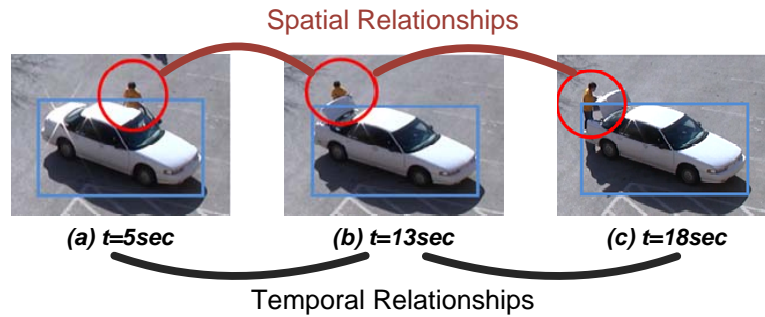 Spatial Relationships
(a) t=5sec
(b) t=13sec
(c) t=18sec
Temporal Relationships